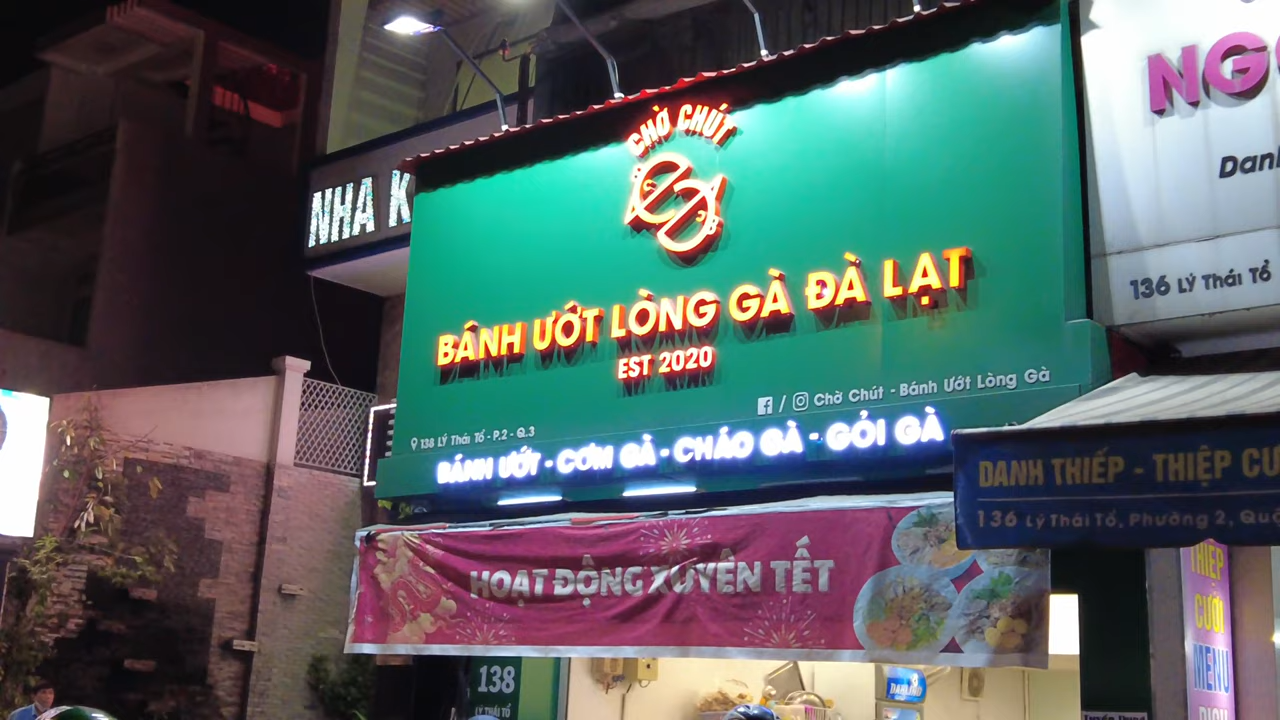 CHỜ CHÚT
NHA K
BÁNH ƯỚT LÒNG GÀ ĐÀ LẠT
EST 2020
/ Chờ Chút - Bánh Ướt Lòng Gà
138 LÝ THÁI TỔ - P.2 - Q.3
BÁNH ƯỚT - CƠM GÀ - CHÁO GÀ - GỎI GÀ
HOẠT ĐỘNG XUYÊN TẾT
138
LÝ THÁI TỔ
NG
Danh
136 LÝ THÁI TỔ
DANH THIẾP - THIỆP CƯ
136 Lý Thái Tổ, Phường 2, Quậ
THIỆP
CƯỚI
MENU